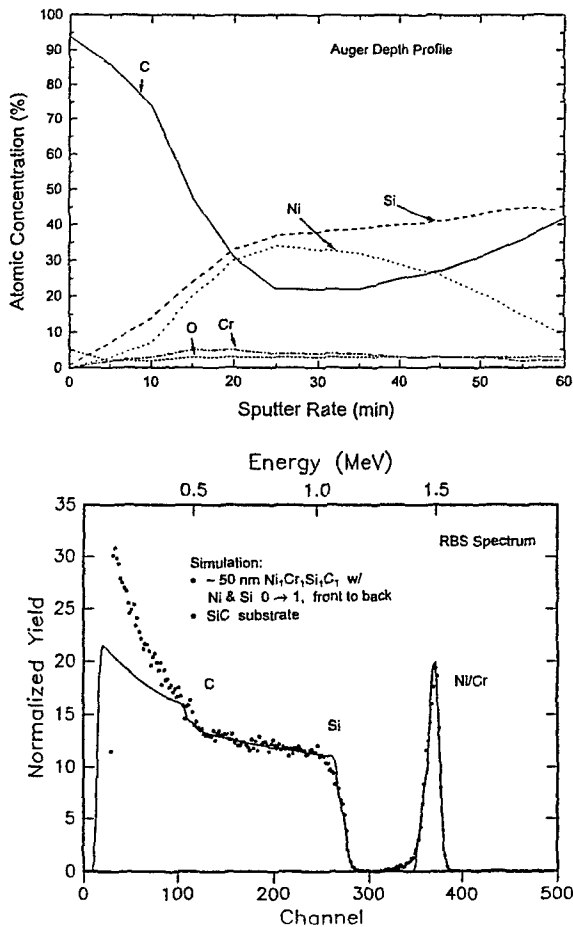 100
90
80
70
60
50
40
30
20
10
0
Atomic Concentration (%)
Auger Depth Profile
C
Ni
Si
O
Cr
0
10
20
30
40
50
60
Sputter Rate (min)
Energy (MeV)
0.5
1.0
1.5
35
30
25
20
15
10
5
0
Normalized Yield
RBS Spectrum
Simulation:
• ~ 50 nm Ni₁Cr₁Si₁C₁ w/
Ni & Si 0 → 1, front to back
• SiC substrate
C
Si
Ni/Cr
0
100
200
300
400
500
Channel